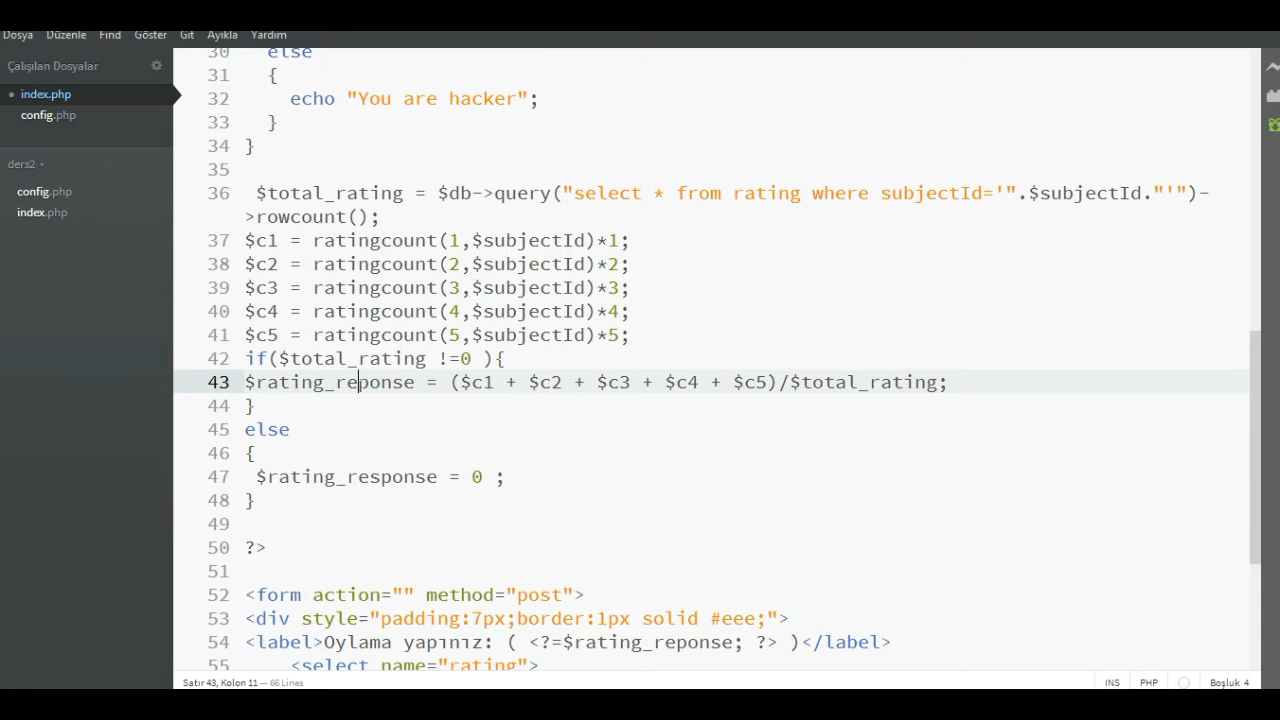 Dosya Düzenle Find Göster Git Ayıkla Yardım
Çalışılan Dosyalar
index.php
config.php
ders2
config.php
index.php
30 else
31 {
32 echo "You are hacker";
33 }
34 }
35
36 $total_rating = $db->query("select * from rating where subjectId='".$subjectId."'")-
>rowcount();
37 $c1 = ratingcount(1,$subjectId)*1;
38 $c2 = ratingcount(2,$subjectId)*2;
39 $c3 = ratingcount(3,$subjectId)*3;
40 $c4 = ratingcount(4,$subjectId)*4;
41 $c5 = ratingcount(5,$subjectId)*5;
42 if($total_rating !=0 ){
43 $rating_reponse = ($c1 + $c2 + $c3 + $c4 + $c5)/$total_rating;
44 }
45 else
46 {
47 $rating_response = 0 ;
48 }
49
50 ?>
51
52 <form action="" method="post">
53 <div style="padding:7px;border:1px solid #eee;">
54 <label>Oylama yapınız: ( <?=$rating_reponse; ?> )</label>
55 <select name="rating">
Satır 43, Kolon 11 — 66 Lines
INS PHP Boşluk 4